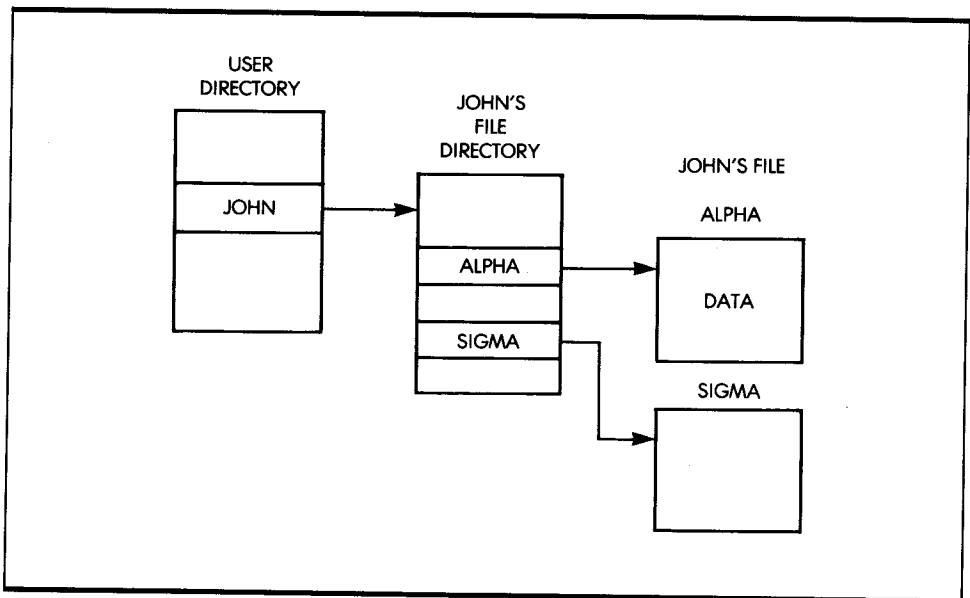 USER
DIRECTORY
JOHN
JOHN'S
FILE
DIRECTORY
ALPHA
SIGMA
JOHN'S FILE
ALPHA
DATA
SIGMA